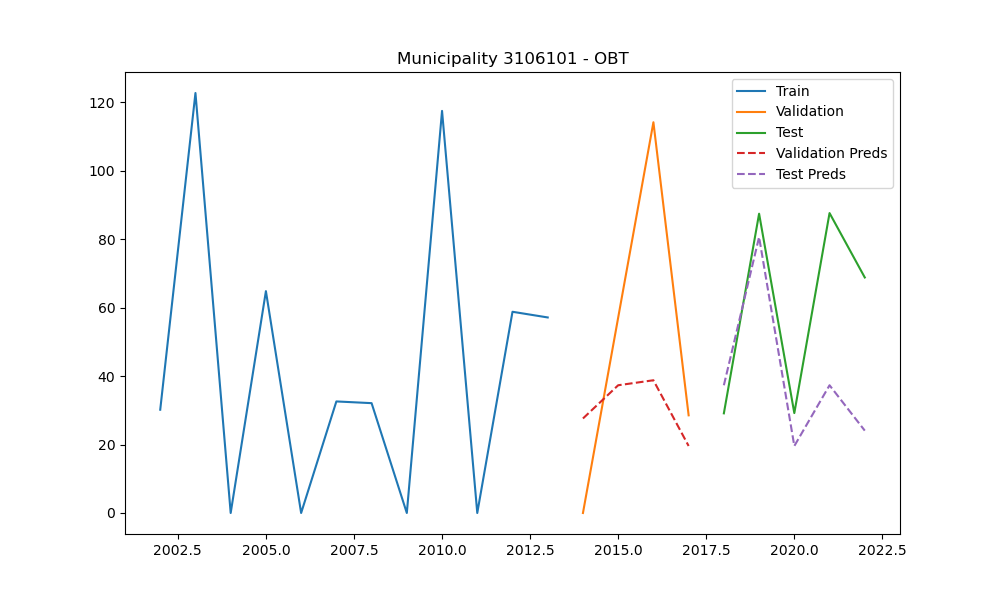 Municipality 3106101 - OBT
Train
Validation
Test
Validation Preds
Test Preds
120
100
80
60
40
20
0
2002.5 2005.0 2007.5 2010.0 2012.5 2015.0 2017.5 2020.0 2022.5